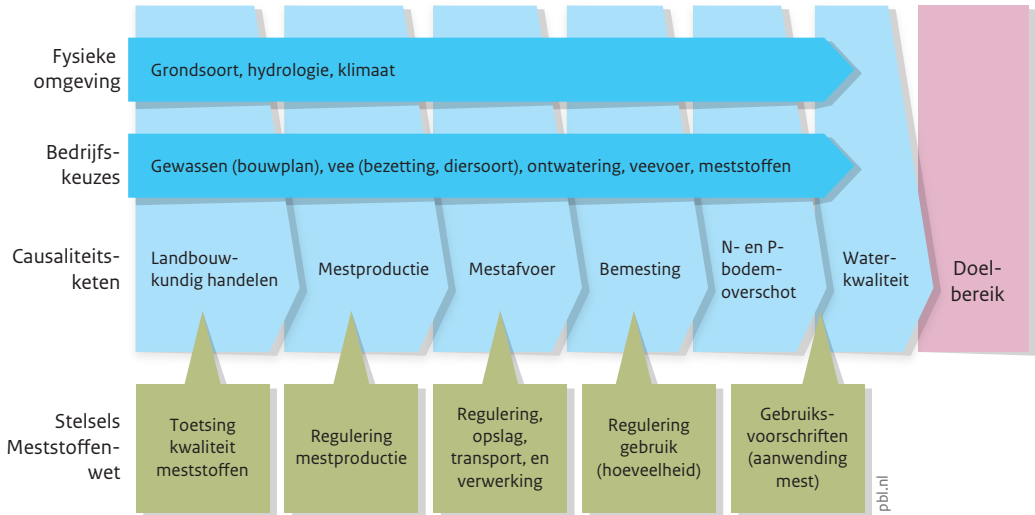 Fysieke
omgeving
Grondsoort, hydrologie, klimaat
Bedrijfs-
keuzes
Gewassen (bouwplan), vee (bezetting, diersoort), ontwatering, veevoer, meststoffen
Causaliteits-
keten
Landbouw-
kundig handelen
Mestproductie
Mestafvoer
Bemesting
N- en P-
bodem-
overschot
Water-
kwaliteit
Doel-
bereik
Stelsels
Meststoffen-
wet
Toetsing
kwaliteit
meststoffen
Regulering
mestproductie
Regulering,
opslag,
transport, en
verwerking
Regulering
gebruik
(hoeveelheid)
Gebruiks-
voorschriften
(aanwending
mest)
pbl.nl